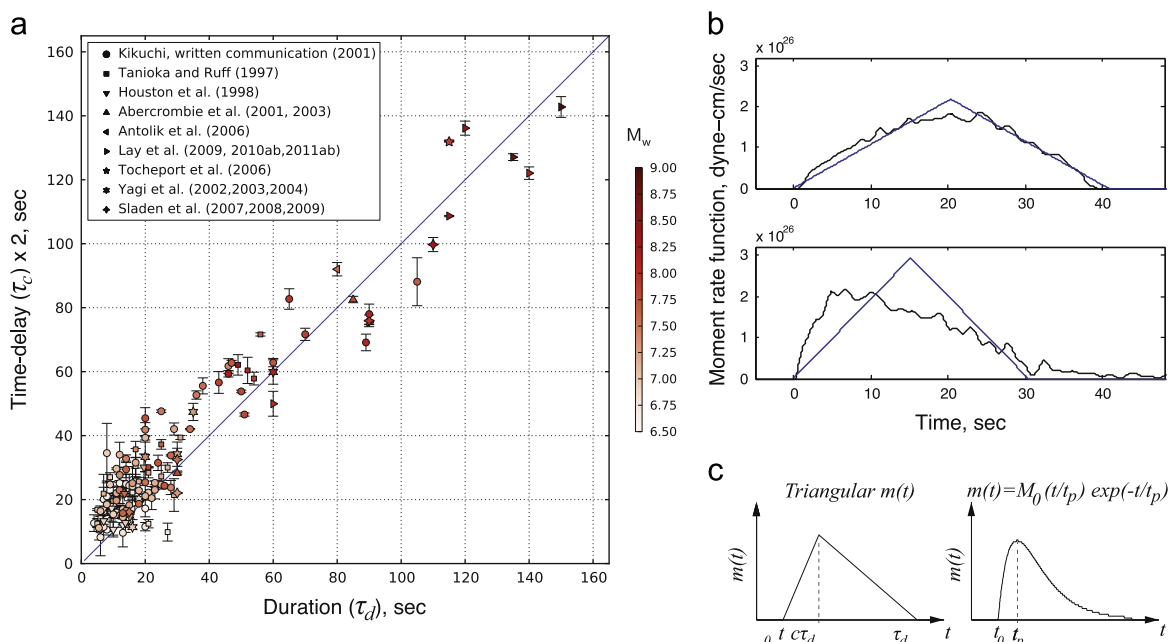 a
160
140
120
100
80
60
40
20
0
0
20
40
60
80
100
120
140
160
Time-delay (τc) x 2, sec
Duration (τd), sec
Kikuchi, written communication (2001)
Tanioka and Ruff (1997)
Houston et al. (1998)
Abercrombie et al. (2001, 2003)
Antolik et al. (2006)
Lay et al. (2009, 2010ab,2011ab)
Tocheport et al. (2006)
Yagi et al. (2002,2003,2004)
Sladen et al. (2007,2008,2009)
Mw
9.00
8.75
8.50
8.25
8.00
7.75
7.50
7.25
7.00
6.75
6.50
b
x 10^26
3
2
1
0
0
10
20
30
40
x 10^26
3
2
1
0
0
10
20
30
40
Moment rate function, dyne-cm/sec
Time, sec
c
Triangular m(t)
m(t)
0 t cτd τd t
m(t)=M0 (t/tp) exp(-t/tp)
m(t)
t0 tp t